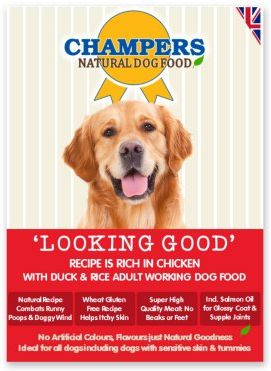 CHAMPERS
NATURAL DOG FOOD
'LOOKING GOOD'
RECIPE IS RICH IN CHICKEN
WITH DUCK & RICE ADULT WORKING DOG FOOD
Natural Recipe
Combats Runny
Poops & Doggy Wind
Wheat Gluten
Free Recipe
Helps Itchy Skin
Super High
Quality Meat: No
Beaks or Feet
Incl. Salmon Oil
for Glossy Coat &
Supple Joints
No Artificial Colours, Flavours just Natural Goodness
Ideal for all dogs including dogs with sensitive skin & tummies